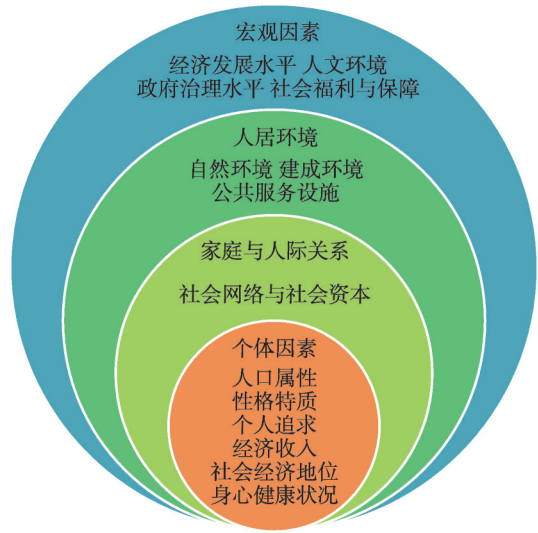 宏观因素
经济发展水平 人文环境
政府治理水平 社会福利与保障
人居环境
自然环境 建成环境
公共服务设施
家庭与人际关系
社会网络与社会资本
个体因素
人口属性
性格特质
个人追求
经济收入
社会经济地位
身心健康状况